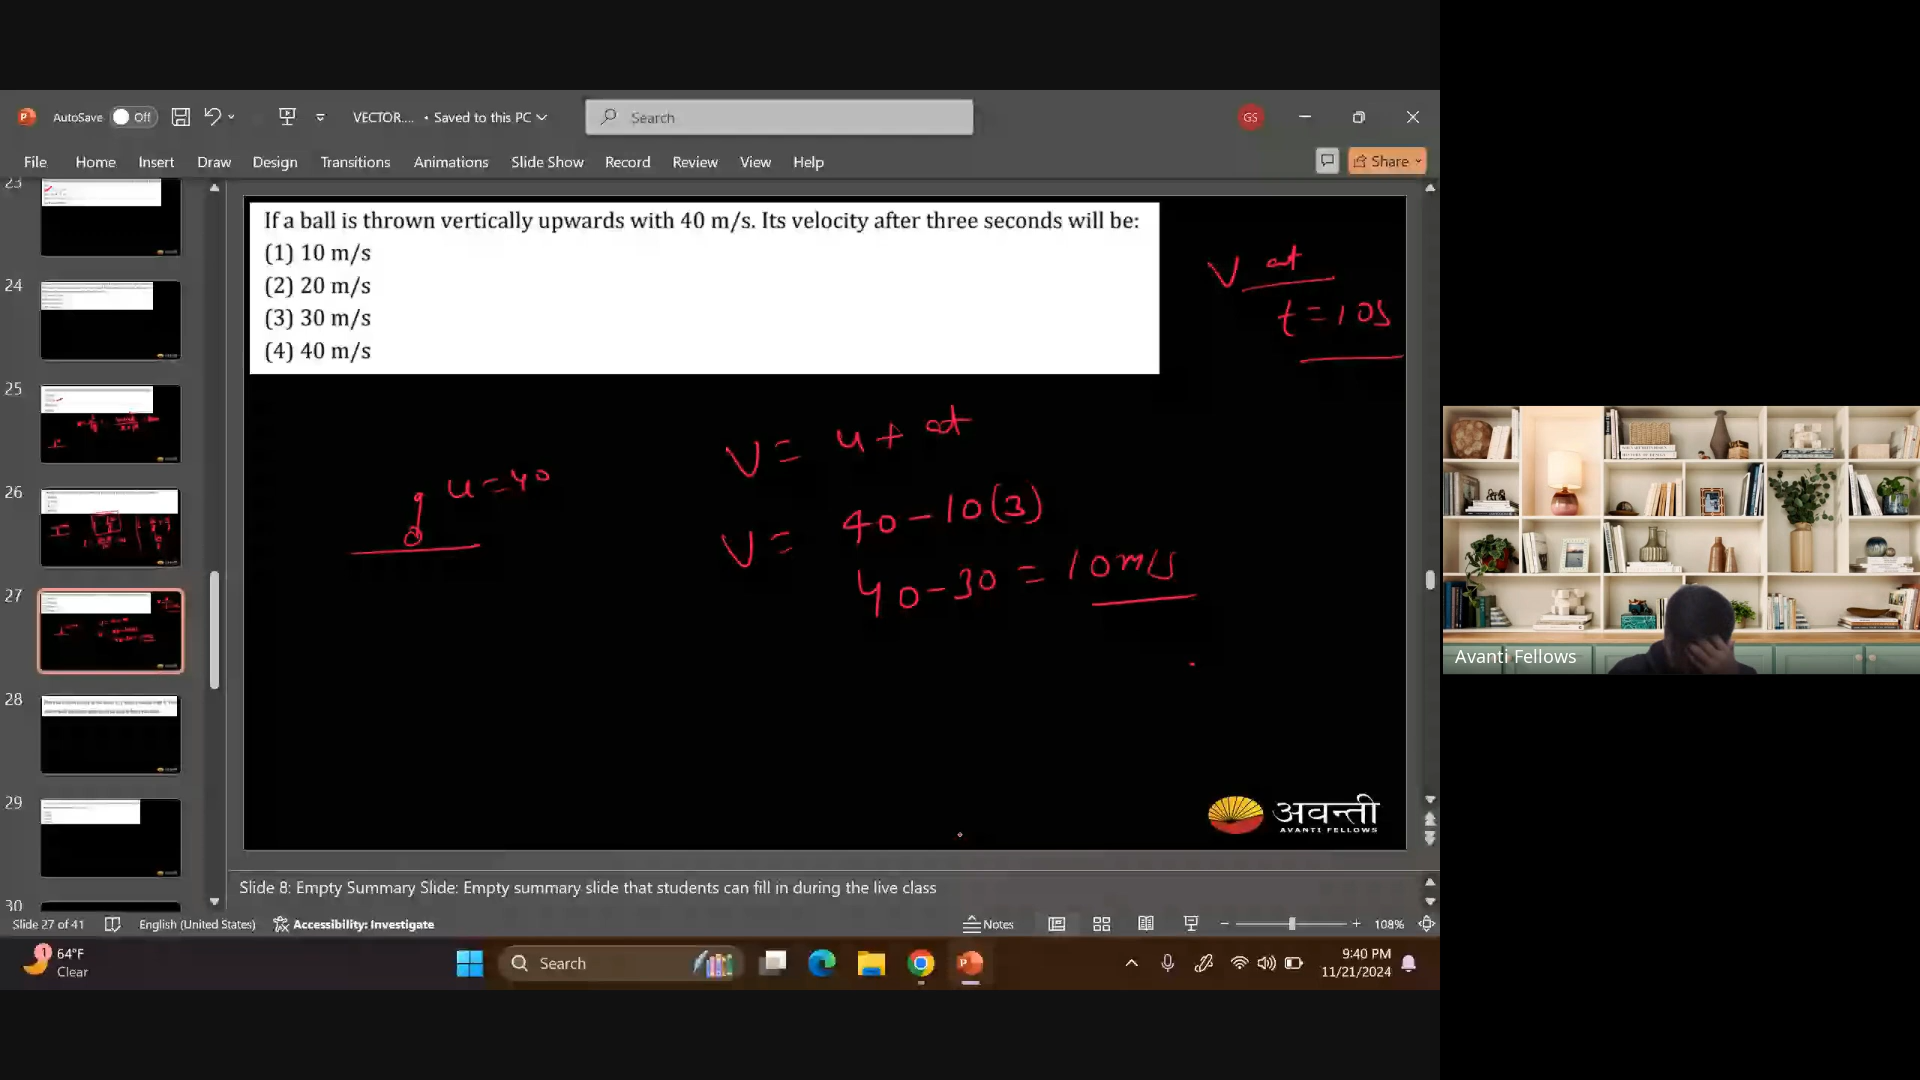 AutoSave Off VECTOR.... • Saved to this PC Search GS
File Home Insert Draw Design Transitions Animations Slide Show Record Review View Help Share
23
24
25
26
27
28
29
30
If a ball is thrown vertically upwards with 40 m/s. Its velocity after three seconds will be:
(1) 10 m/s
(2) 20 m/s
(3) 30 m/s
(4) 40 m/s
V at
t = 10s
u = 40
V = u + at
V = 40 - 10(3)
40 - 30 = 10 m/s
अवन्ती
AVANTI FELLOWS
Avanti Fellows
Slide 8: Empty Summary Slide: Empty summary slide that students can fill in during the live class
Slide 27 of 41 English (United States) Accessibility: Investigate Notes 108%
1 64°F
Clear
Search
9:40 PM
11/21/2024